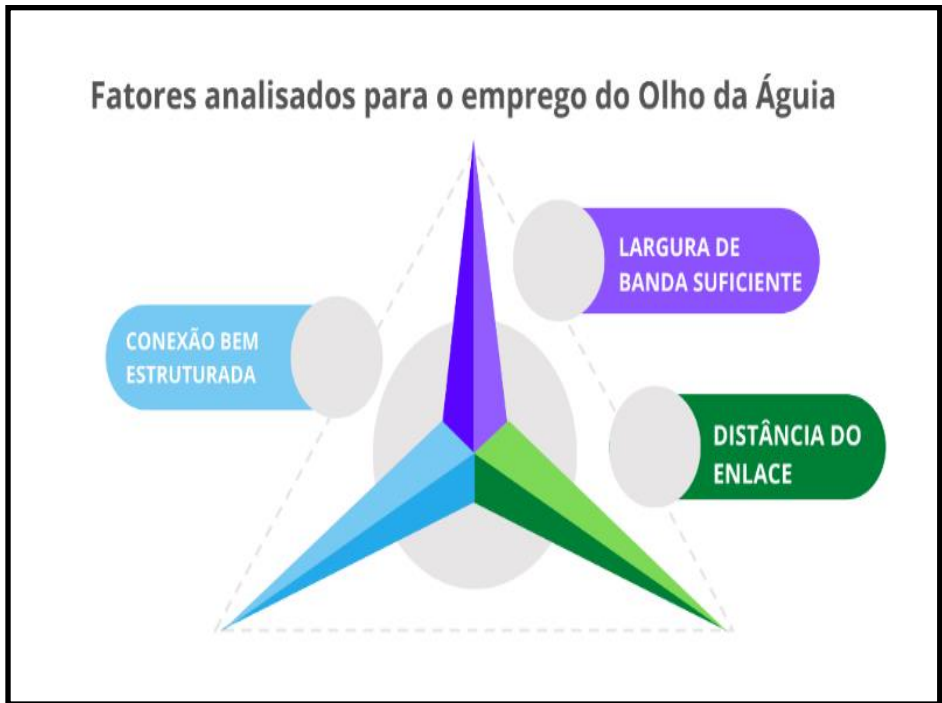 Fatores analisados para o emprego do Olho da Águia
LARGURA DE
BANDA SUFICIENTE
CONEXÃO BEM
ESTRUTURADA
DISTÂNCIA DO
ENLACE